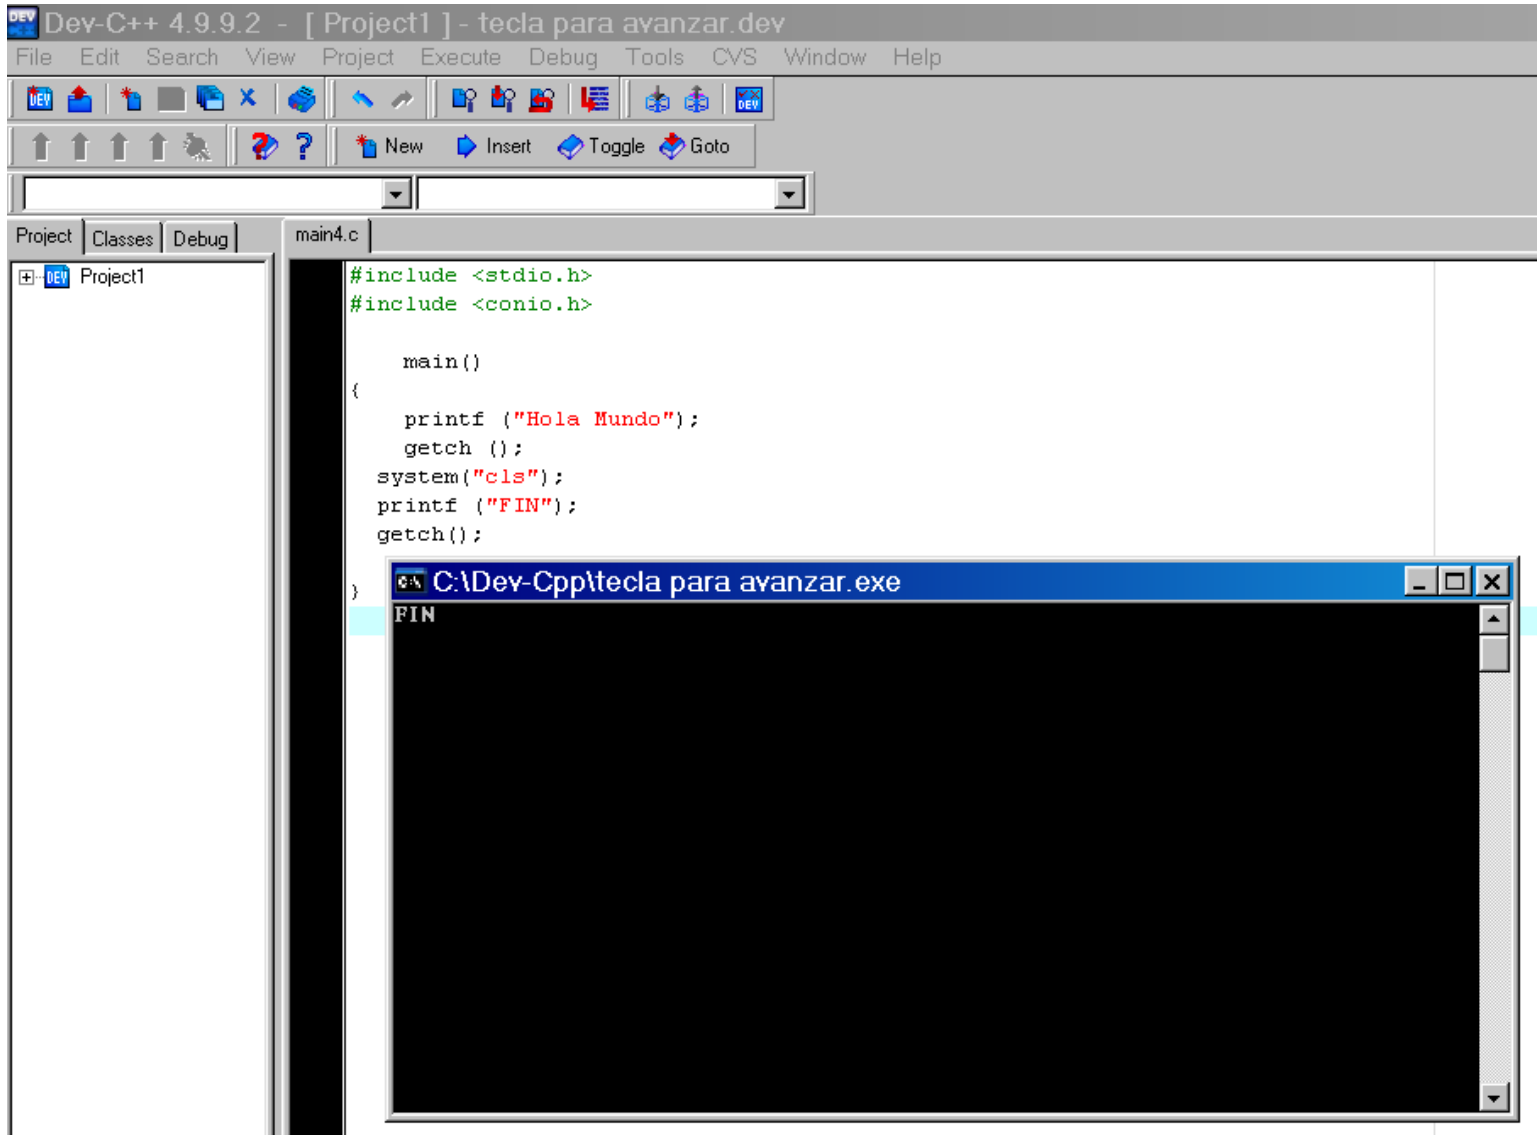 Dev-C++ 4.9.9.2 - [ Project1 ] - tecla para avanzar.dev
File Edit Search View Project Execute Debug Tools CVS Window Help
New Insert Toggle Goto
Project Classes Debug main4.c
Project1
#include <stdio.h>
#include <conio.h>
main()
{
printf ("Hola Mundo");
getch ();
system("cls");
printf ("FIN");
getch();
}
C:\Dev-Cpp\tecla para avanzar.exe
FIN